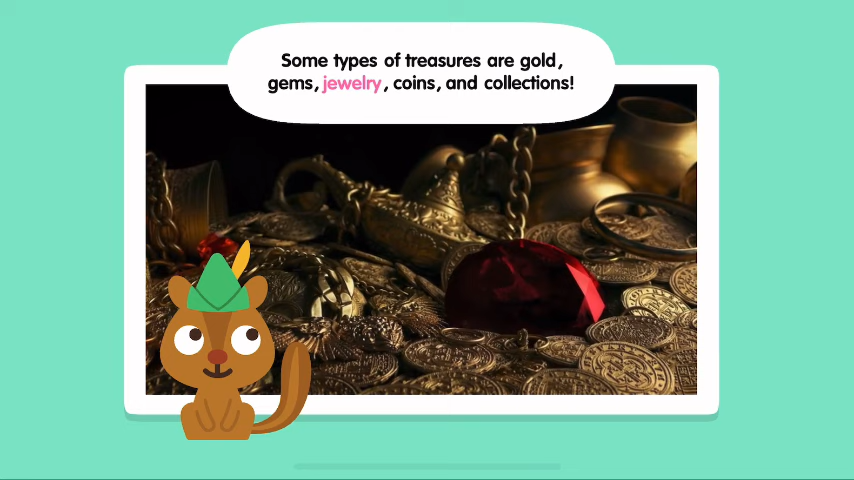 Some types of treasures are gold,
gems, jewelry, coins, and collections!